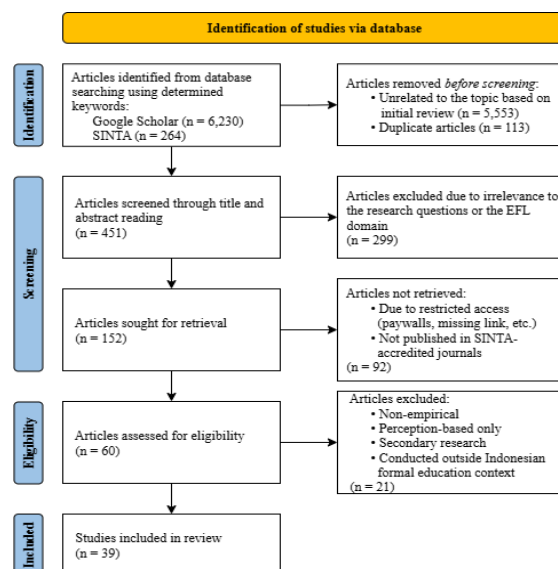 Identification of studies via database
Identification
Articles identified from database
searching using determined
keywords:
Google Scholar (n = 6,230)
SINTA (n = 264)
Articles removed before screening:
• Unrelated to the topic based on
initial review (n = 5,553)
• Duplicate articles (n = 113)
Screening
Articles screened through title and
abstract reading
(n = 451)
Articles excluded due to irrelevance to
the research questions or the EFL
domain
(n = 299)
Articles sought for retrieval
(n = 152)
Articles not retrieved:
• Due to restricted access
(paywalls, missing link, etc.)
• Not published in SINTA-
accredited journals
(n = 92)
Eligibility
Articles assessed for eligibility
(n = 60)
Articles excluded:
• Non-empirical
• Perception-based only
• Secondary research
• Conducted outside Indonesian
formal education context
(n = 21)
Included
Studies included in review
(n = 39)